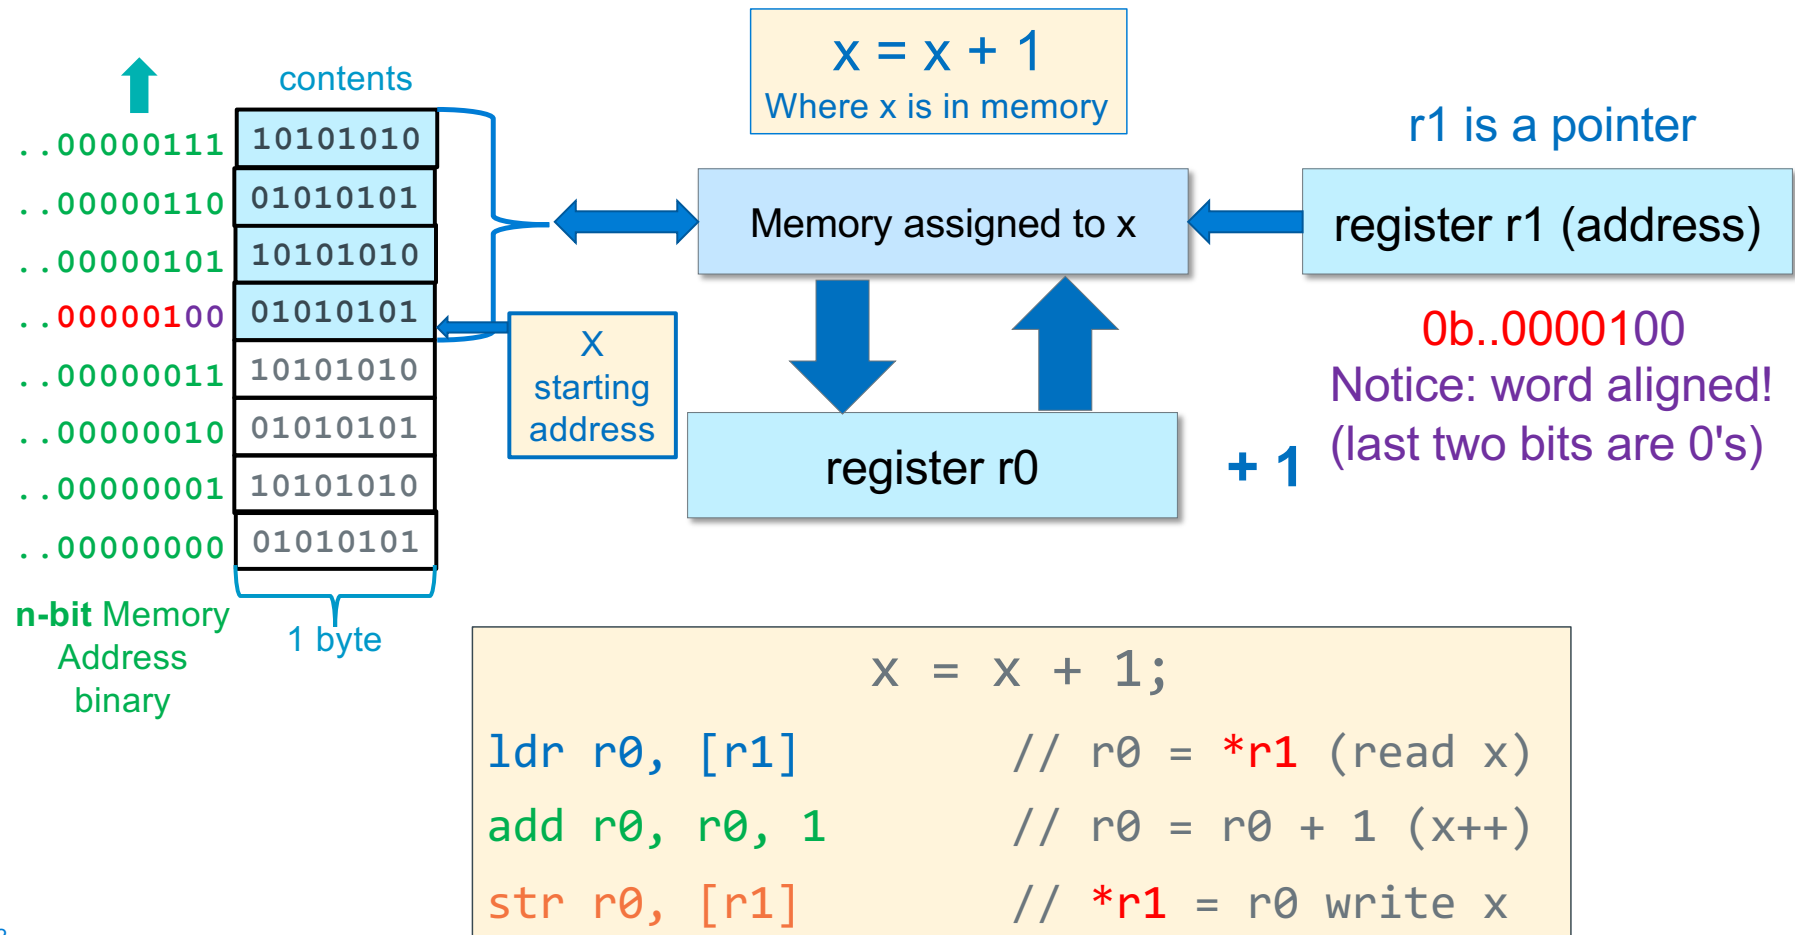 x = x + 1
Where x is in memory
contents
..00000111 10101010
..00000110 01010101
..00000101 10101010
..00000100 01010101
..00000011 10101010
..00000010 01010101
..00000001 10101010
..00000000 01010101
n-bit Memory
Address
binary
1 byte
X
starting
address
Memory assigned to x
r1 is a pointer
register r1 (address)
0b..0000100
Notice: word aligned!
(last two bits are 0's)
register r0
+ 1
x = x + 1;
ldr r0, [r1] // r0 = *r1 (read x)
add r0, r0, 1 // r0 = r0 + 1 (x++)
str r0, [r1] // *r1 = r0 write x